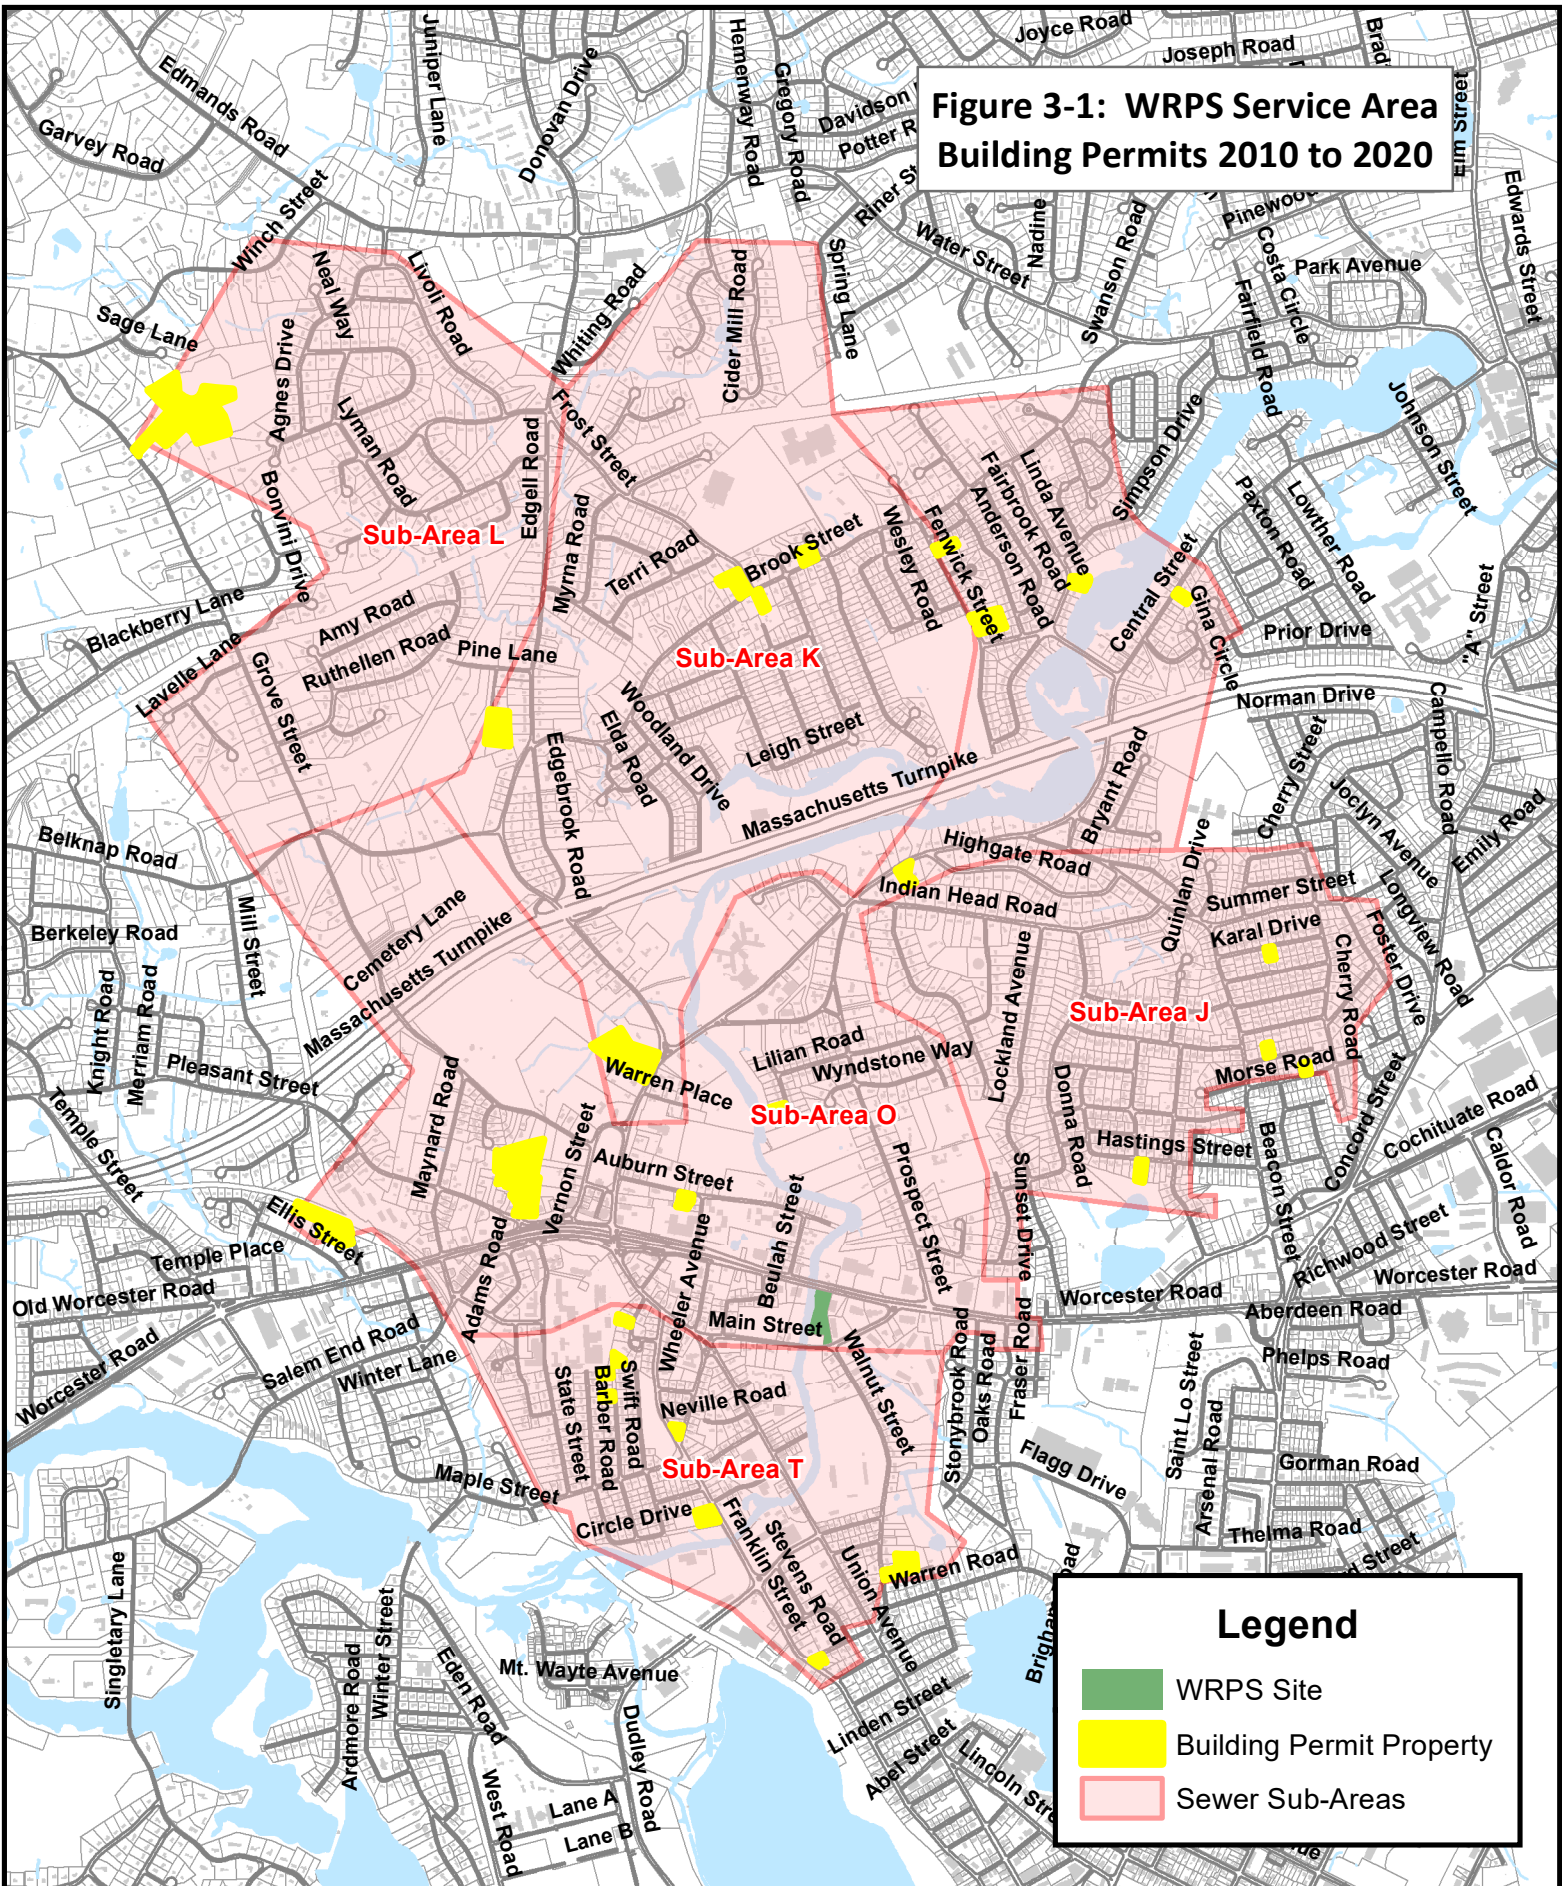 Figure 3-1: WRPS Service Area
Building Permits 2010 to 2020
Joyce Road
Joseph Road
Juniper Lane
Donovan Drive
Hemenway Road
Gregory Road
Davidson
Potter R
Edmands Road
Garvey Road
Elm Street
Edwards Street
Winch Street
Riner St
Water Street
Nadine
Swanson Road
Pinewood
Costa Circle
Park Avenue
Fairfield Road
Neal Way
Livoli Road
Whiting Road
Cider Mill Road
Spring Lane
Sage Lane
Agnes Drive
Lyman Road
Frost Street
Edgell Road
Johnson Street
Simpson Drive
Linda Avenue
Fairbrook Road
Anderson Road
Paxton Road
Lowther Road
Bonvini Drive
Sub-Area L
Myrna Road
Terri Road
Brook Street
Wesley Road
Fenwick Street
Central Street
Gina Circle
Prior Drive
"A" Street
Blackberry Lane
Amy Road
Ruthellen Road
Pine Lane
Lavelle Lane
Grove Street
Sub-Area K
Woodland Drive
Elda Road
Leigh Street
Norman Drive
Campello Road
Massachusetts Turnpike
Edgebrook Road
Bryant Road
Cherry Street
Joclyn Avenue
Emily Road
Belknap Road
Highgate Road
Indian Head Road
Quinlan Drive
Summer Street
Karal Drive
Longview Road
Foster Drive
Cherry Road
Berkeley Road
Mill Street
Cemetery Lane
Massachusetts Turnpike
Knight Road
Merriam Road
Pleasant Street
Temple Street
Lockland Avenue
Sub-Area J
Morse Road
Lilian Road
Wyndstone Way
Warren Place
Maynard Road
Sub-Area O
Donna Road
Hastings Street
Beacon Street
Concord Street
Cochituate Road
Caldor Road
Vernon Street
Auburn Street
Prospect Street
Sunset Drive
Ellis Street
Temple Place
Old Worcester Road
Worcester Road
Adams Road
Wheeler Avenue
Beulah Street
Main Street
Richwood Street
Worcester Road
Worcester Road
Aberdeen Road
Salem End Road
Winter Lane
Walnut Street
Stonybrook Road
Oaks Road
Fraser Road
Phelps Road
State Street
Barber Road
Swift Road
Neville Road
Saint Lo Street
Arsenal Road
Sub-Area T
Flagg Drive
Gorman Road
Maple Street
Circle Drive
Franklin Street
Stevens Road
Union Avenue
Warren Road
Thelma Road
d Street
Singletary Lane
Ardmore Road
Winter Street
Eden Road
Mt. Wayte Avenue
Dudley Road
Linden Street
Abel Street
Lincoln Stre
West Road
Lane A
Lane B
Legend
WRPS Site
Building Permit Property
Sewer Sub-Areas